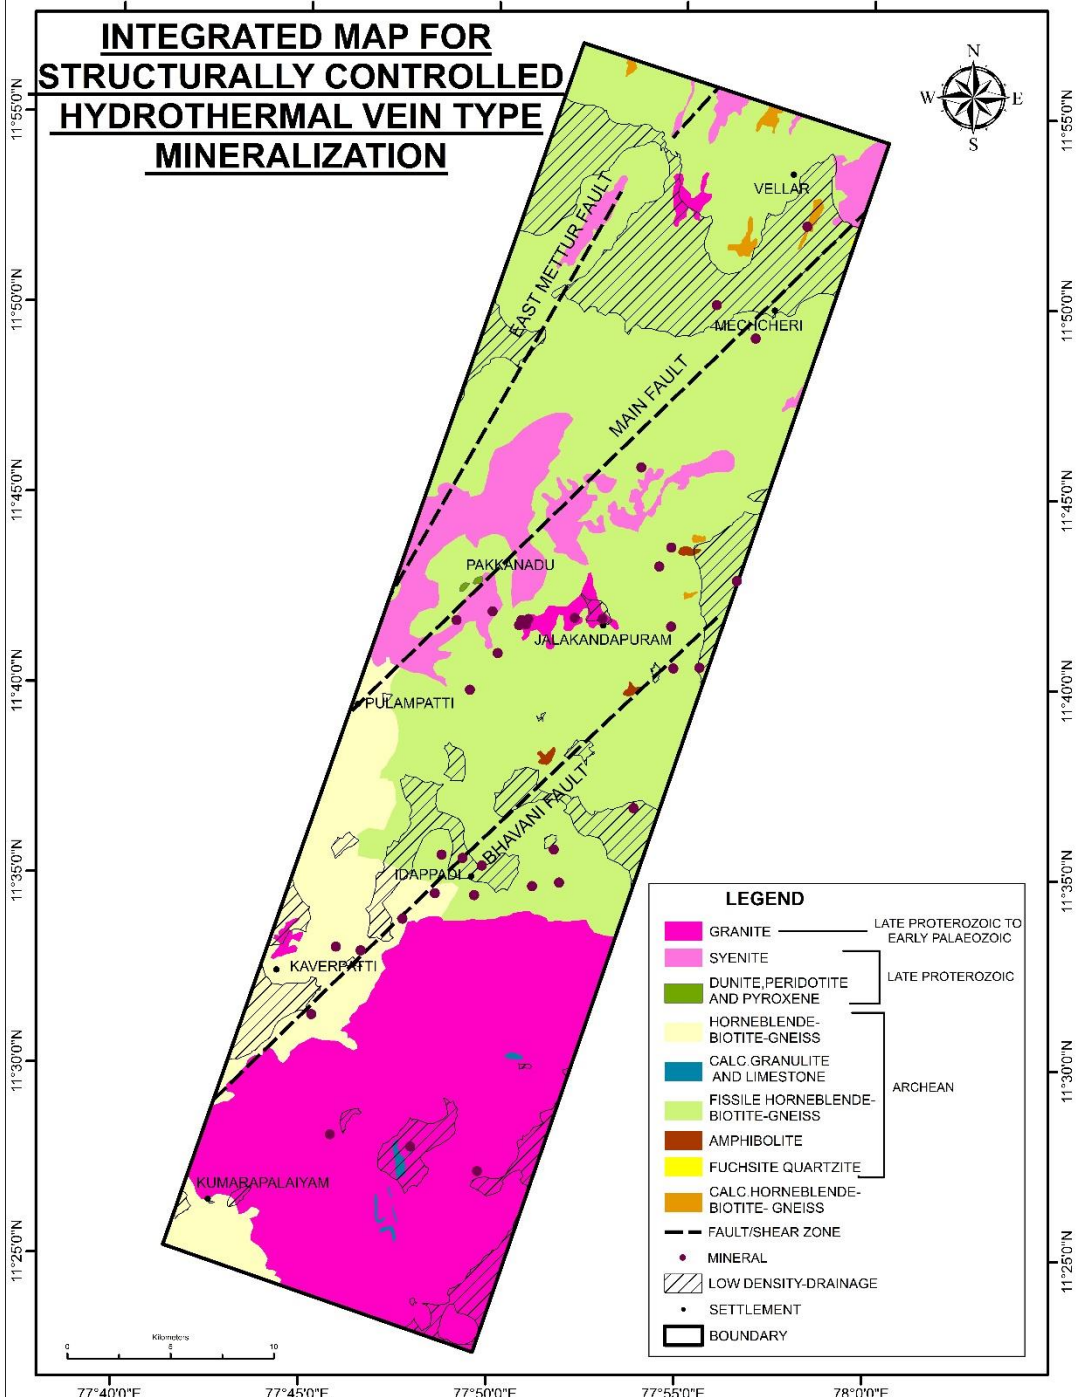 INTEGRATED MAP FOR
STRUCTURALLY CONTROLLED
HYDROTHERMAL VEIN TYPE
MINERALIZATION
N
W
E
S
11°55'0"N
11°50'0"N
11°45'0"N
11°40'0"N
11°35'0"N
11°30'0"N
11°25'0"N
11°55'0"N
11°50'0"N
11°45'0"N
11°40'0"N
11°35'0"N
11°30'0"N
11°25'0"N
VELLAR
EAST METTUR FAULT
MECHCHERI
MAIN FAULT
PAKKANADU
JALAKANDAPURAM
PULAMPATTI
BHAVANI FAULT
IDAPPADI
KAVERPATTI
KUMARAPALAIYAM
LEGEND
GRANITE
LATE PROTEROZOIC TO
EARLY PALAEOZOIC
SYENITE
LATE PROTEROZOIC
DUNITE,PERIDOTITE
AND PYROXENE
HORNEBLENDE-
BIOTITE-GNEISS
CALC.GRANULITE
AND LIMESTONE
ARCHEAN
FISSILE HORNEBLENDE-
BIOTITE-GNEISS
AMPHIBOLITE
FUCHSITE QUARTZITE
CALC.HORNEBLENDE-
BIOTITE- GNEISS
FAULT/SHEAR ZONE
MINERAL
LOW DENSITY-DRAINAGE
SETTLEMENT
BOUNDARY
Kilometers
0 5 10
77°40'0"E
77°45'0"E
77°50'0"E
77°55'0"E
78°0'0"E